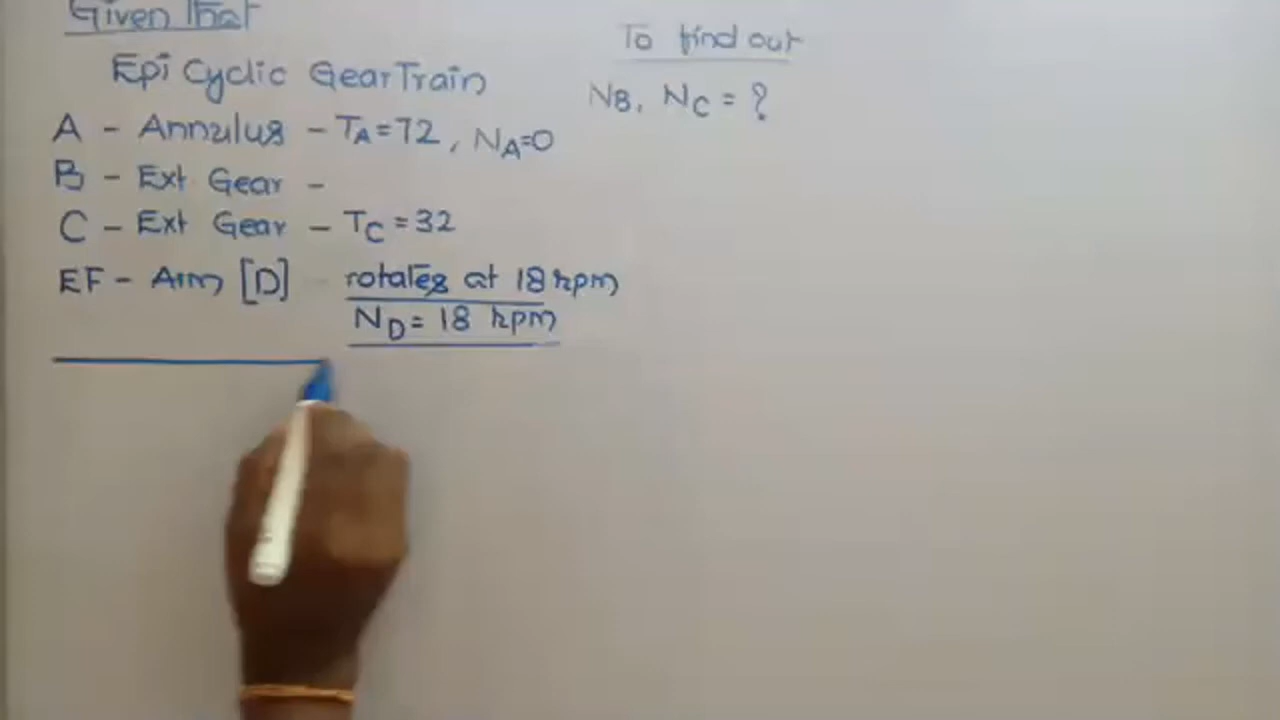 Given That
Epi Cyclic Gear Train
A - Annulus - TA = 72, NA = 0
B - Ext Gear -
C - Ext Gear - TC = 32
EF - Arm [D] - rotates at 18 rpm
ND = 18 rpm
To find out
NB, NC = ?